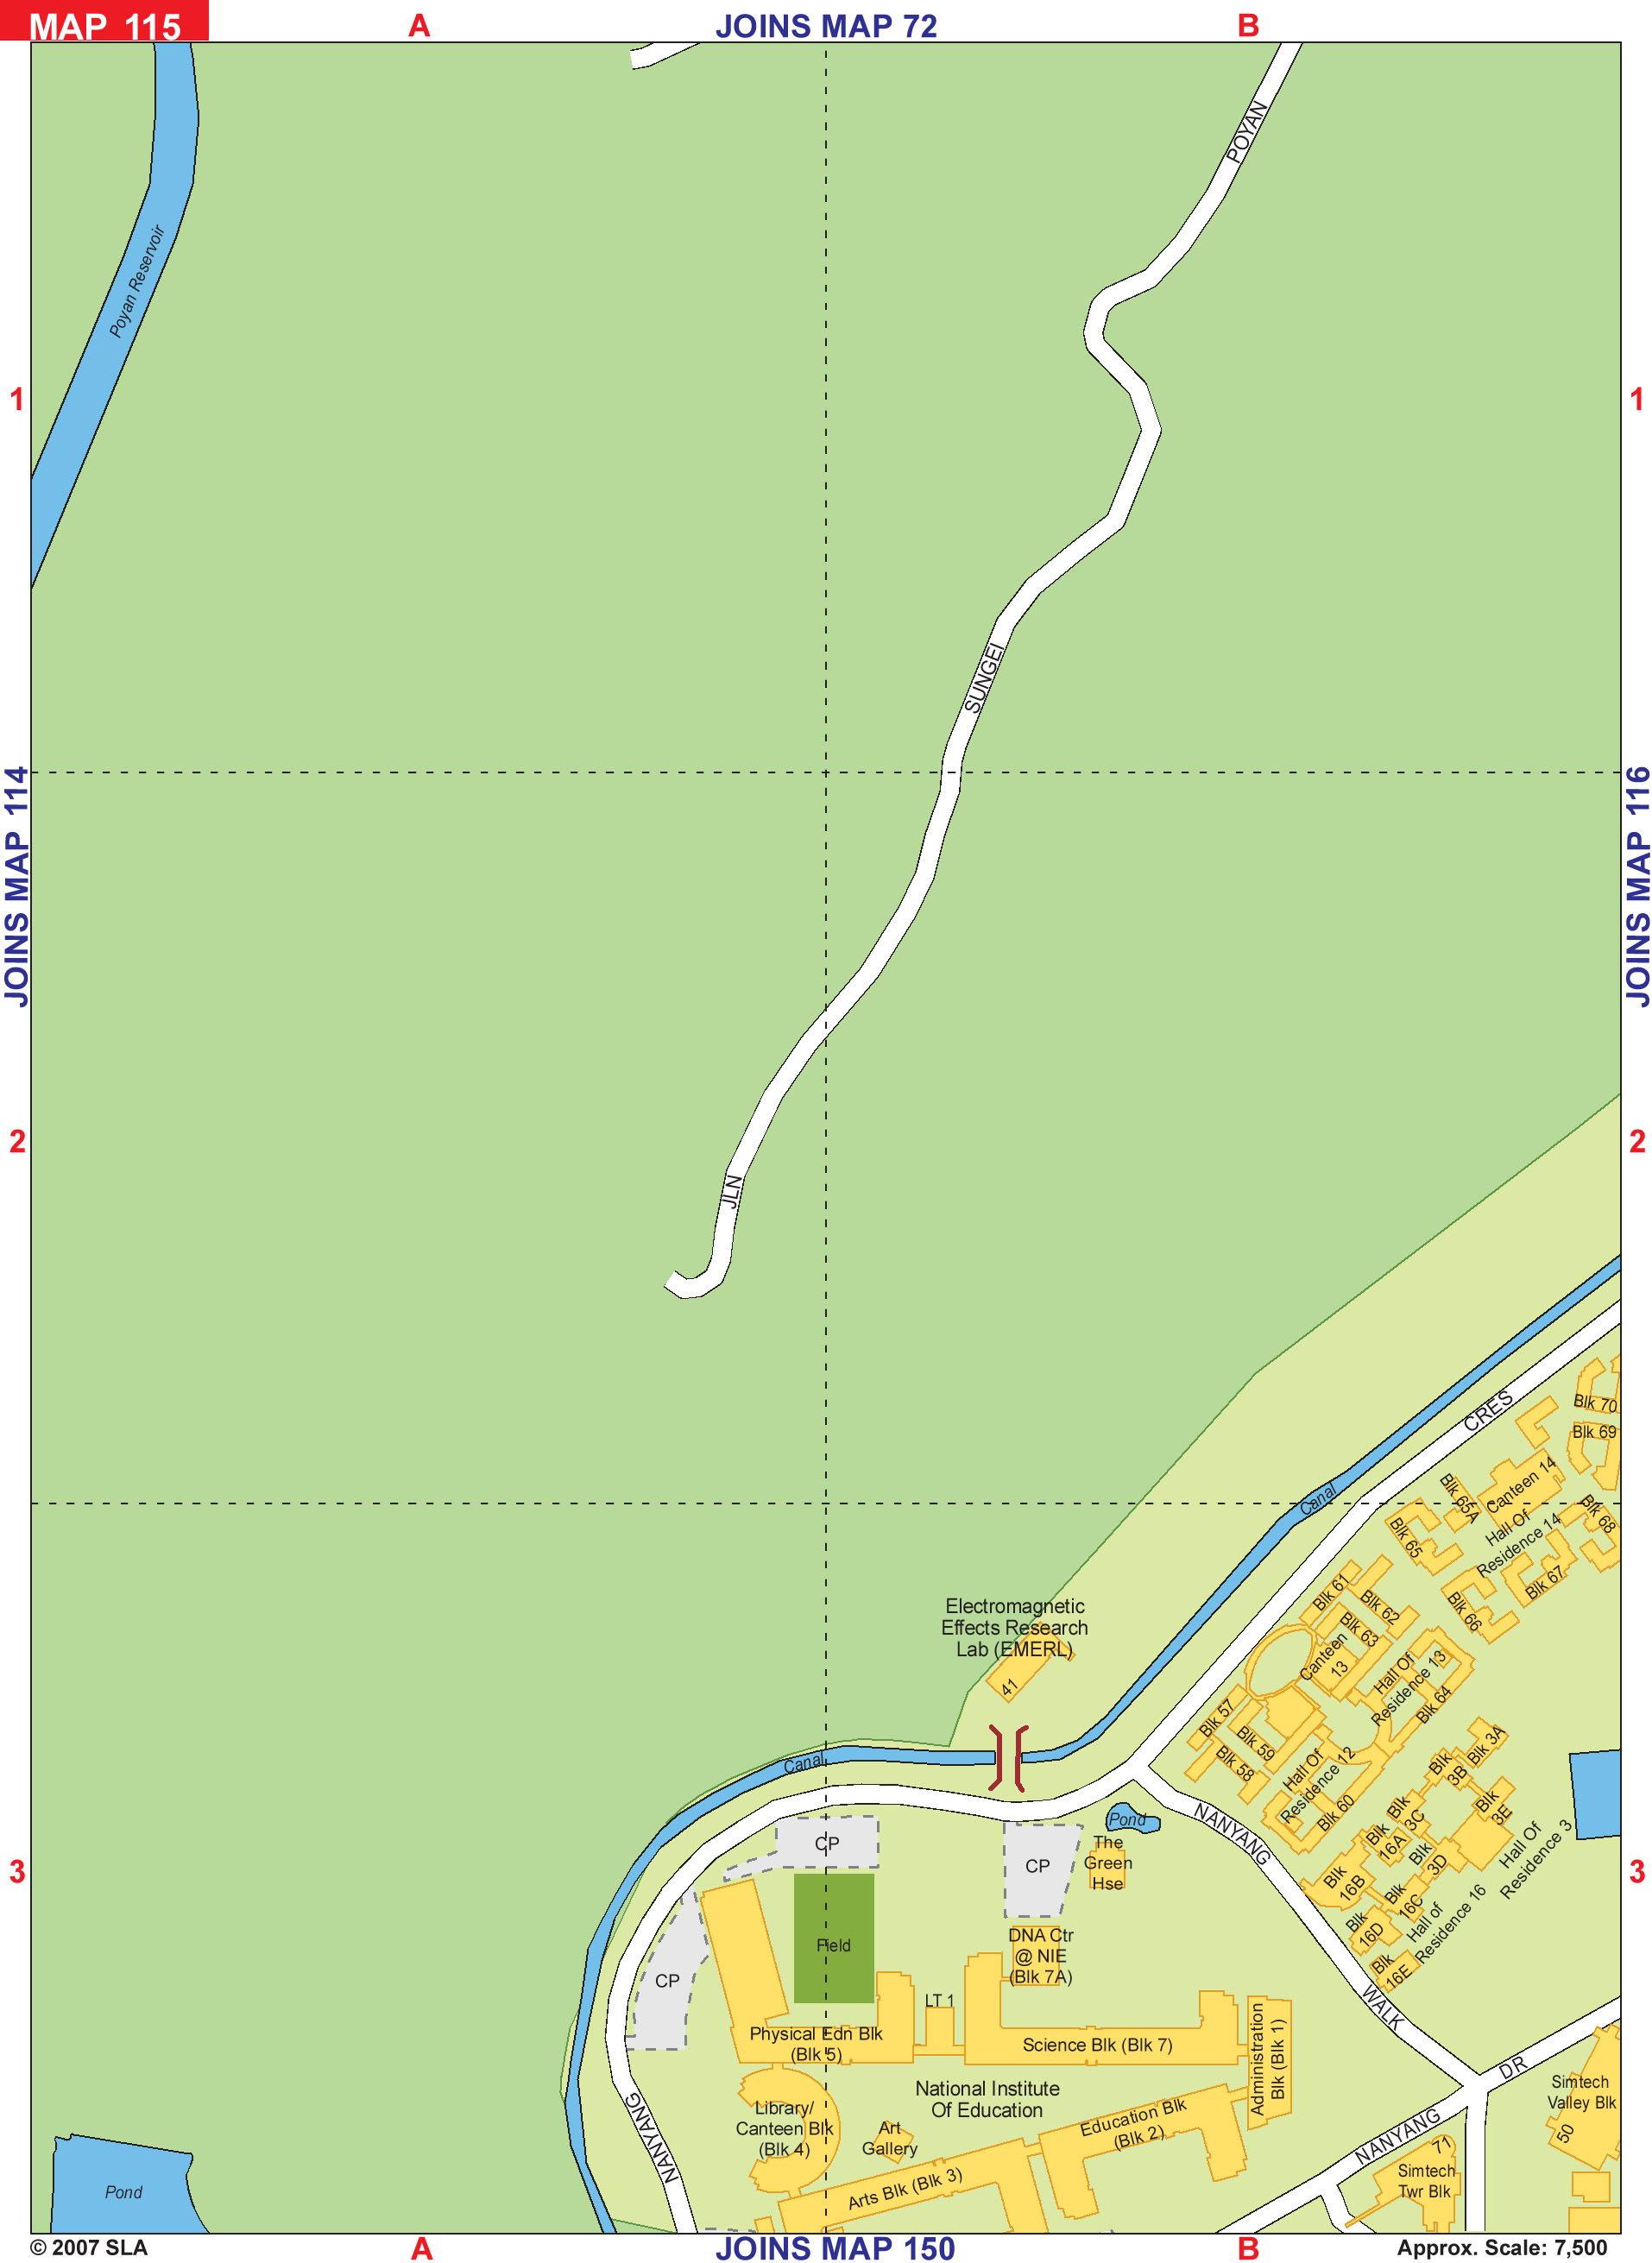 MAP 115
A
JOINS MAP 72
B
POYAN
Poyan Reservoir
1
1
SUNGEI
JOINS MAP 114
JOINS MAP 116
2
2
JLN
CRES
Blk 70
Blk 69
Canteen 14
Blk 65A
Canal
Blk 68
Hall Of
Residence 14
Blk 65
Blk 67
Blk 61
Blk 62
Blk 66
Electromagnetic
Effects Research
Lab (EMERL)
41
Blk 63
Canteen
13
Hall Of
Residence 13
Blk 64
Blk 57
Blk 59
Blk 58
Hall Of
Residence 12
Blk 60
Blk 3A
Blk
3B
Blk
3E
Blk
3C
Blk
16A
Blk
3D
Hall Of
Residence 3
Blk
16B
Blk
16C
Blk
16D
Hall of
Residence 16
Blk
16E
Canal
Pond
NANYANG
CP
CP
The
Green
Hse
3
3
Field
CP
DNA Ctr
@ NIE
(Blk 7A)
LT 1
WALK
Physical Edn Blk
(Blk 5)
Science Blk (Blk 7)
Administration
Blk (Blk 1)
DR
Simtech
Valley Blk
50
National Institute
Of Education
NANYANG
Library/
Canteen Blk
(Blk 4)
Art
Gallery
Education Blk
(Blk 2)
NANYANG
71
Simtech
Twr Blk
Arts Blk (Blk 3)
Pond
© 2007 SLA
A
JOINS MAP 150
B
Approx. Scale: 7,500